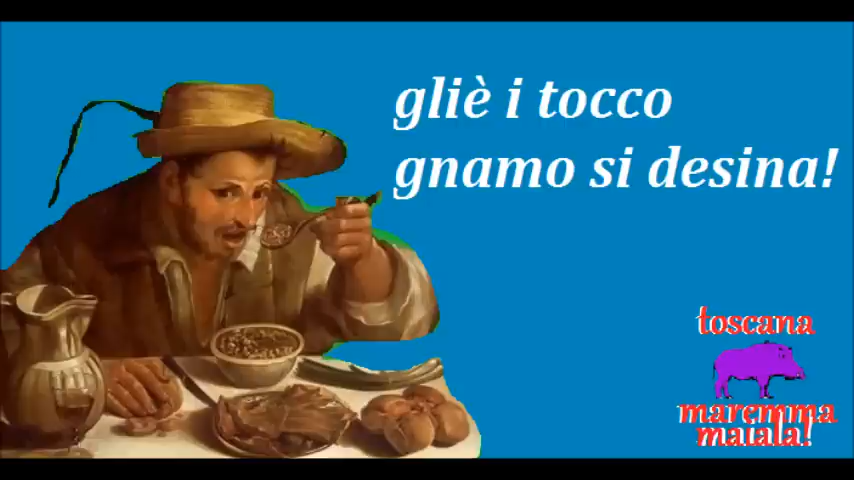 gliè i tocco
gnamo si desina!
toscana
maremma
maiala!